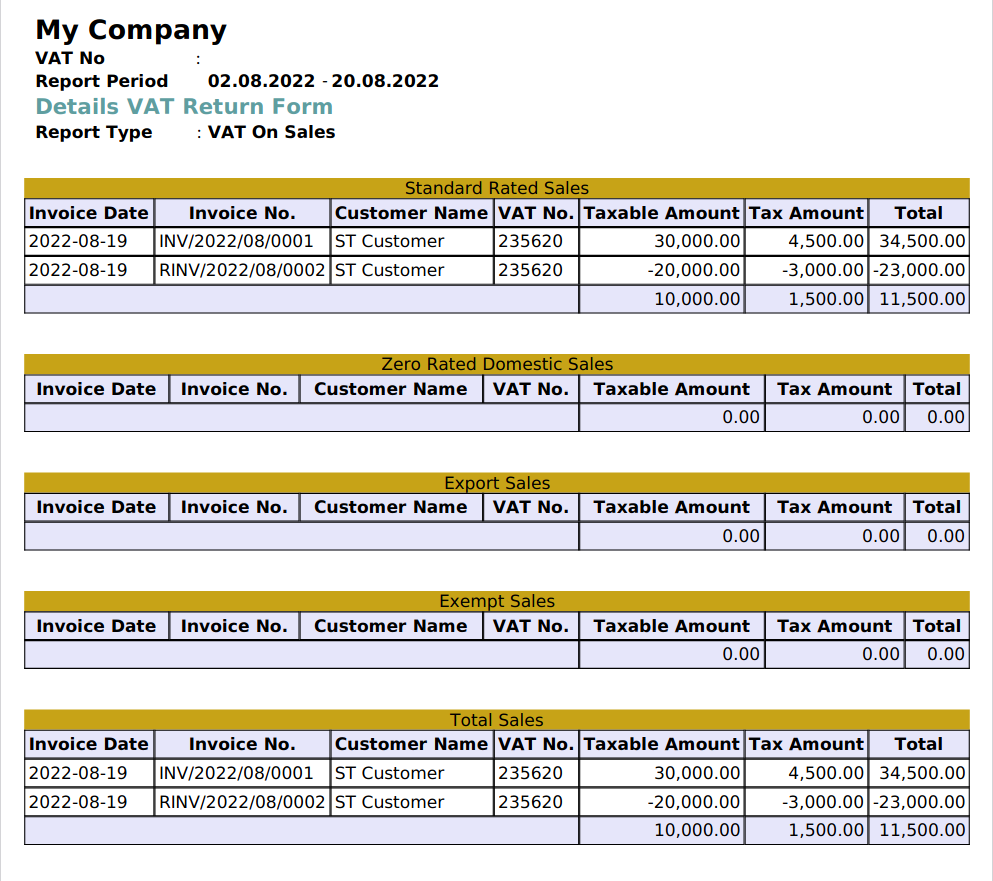 My Company
VAT No :
Report Period 02.08.2022 - 20.08.2022
Details VAT Return Form
Report Type : VAT On Sales
Standard Rated Sales
Invoice Date Invoice No. Customer Name VAT No. Taxable Amount Tax Amount Total
2022-08-19 INV/2022/08/0001 ST Customer 235620 30,000.00 4,500.00 34,500.00
2022-08-19 RINV/2022/08/0002 ST Customer 235620 -20,000.00 -3,000.00 -23,000.00
10,000.00 1,500.00 11,500.00
Zero Rated Domestic Sales
Invoice Date Invoice No. Customer Name VAT No. Taxable Amount Tax Amount Total
0.00 0.00 0.00
Export Sales
Invoice Date Invoice No. Customer Name VAT No. Taxable Amount Tax Amount Total
0.00 0.00 0.00
Exempt Sales
Invoice Date Invoice No. Customer Name VAT No. Taxable Amount Tax Amount Total
0.00 0.00 0.00
Total Sales
Invoice Date Invoice No. Customer Name VAT No. Taxable Amount Tax Amount Total
2022-08-19 INV/2022/08/0001 ST Customer 235620 30,000.00 4,500.00 34,500.00
2022-08-19 RINV/2022/08/0002 ST Customer 235620 -20,000.00 -3,000.00 -23,000.00
10,000.00 1,500.00 11,500.00